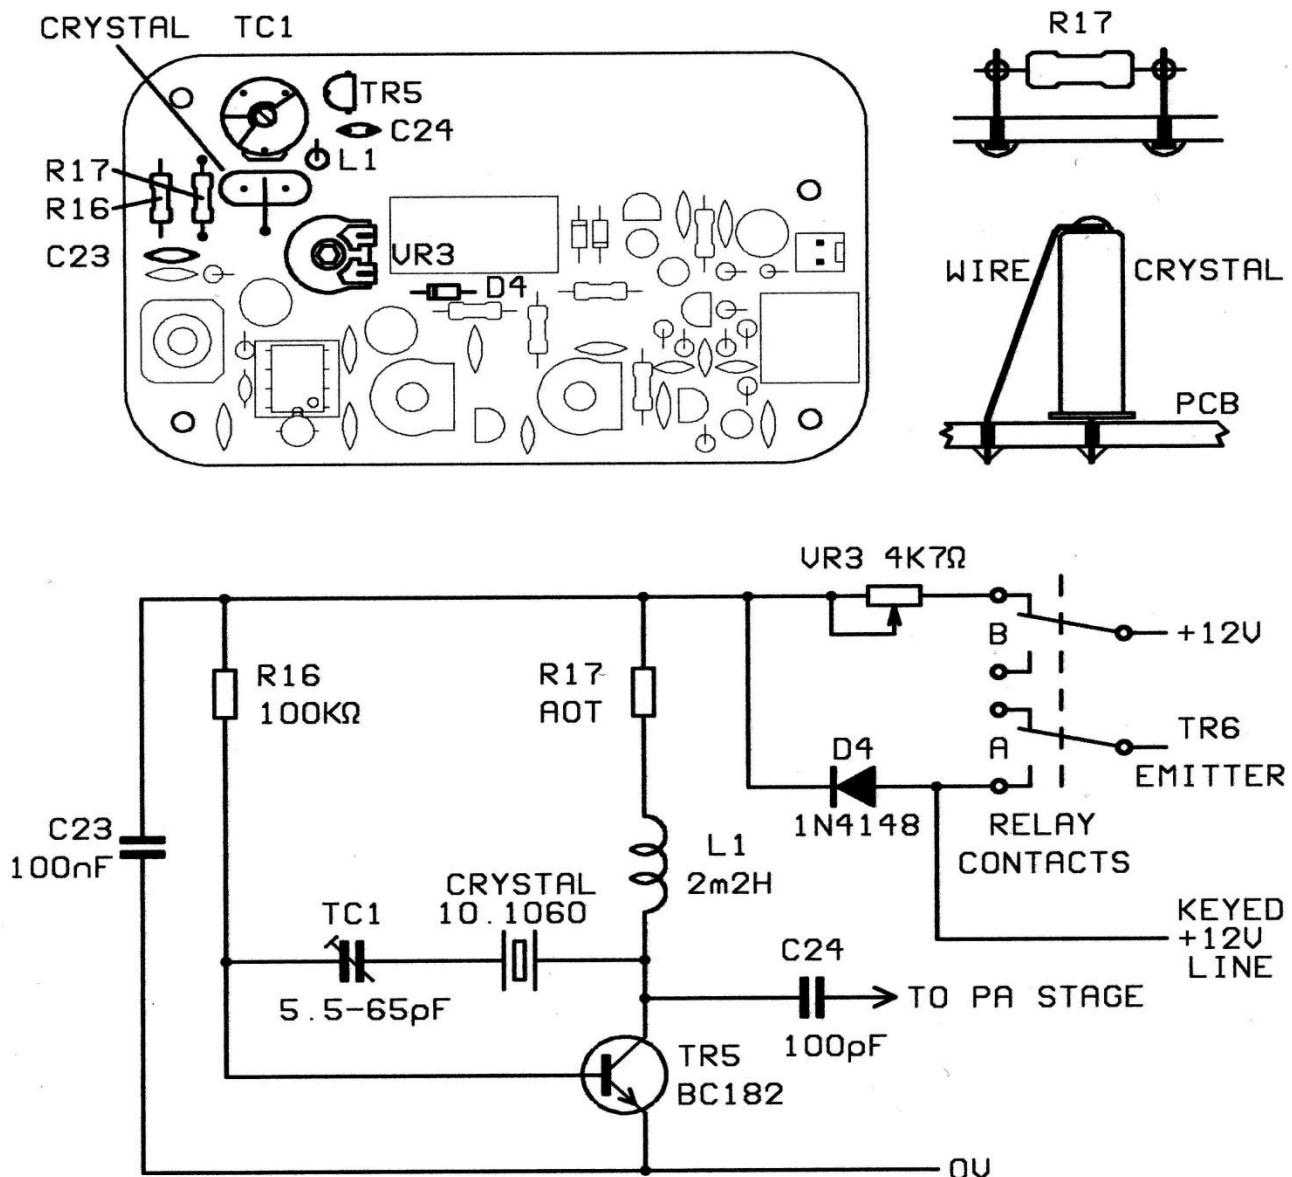 CRYSTAL TC1
TR5
C24
L1
R17
R16
C23
VR3
D4
R17
WIRE
CRYSTAL
PCB
VR3 4K7Ω
B
+12V
R16
100KΩ
R17
AOT
A
TR6
EMITTER
D4
1N4148
RELAY
CONTACTS
C23
100nF
L1
2m2H
CRYSTAL
10.1060
TC1
5.5-65pF
KEYED
+12V
LINE
C24
100pF
TO PA STAGE
TR5
BC182
0V